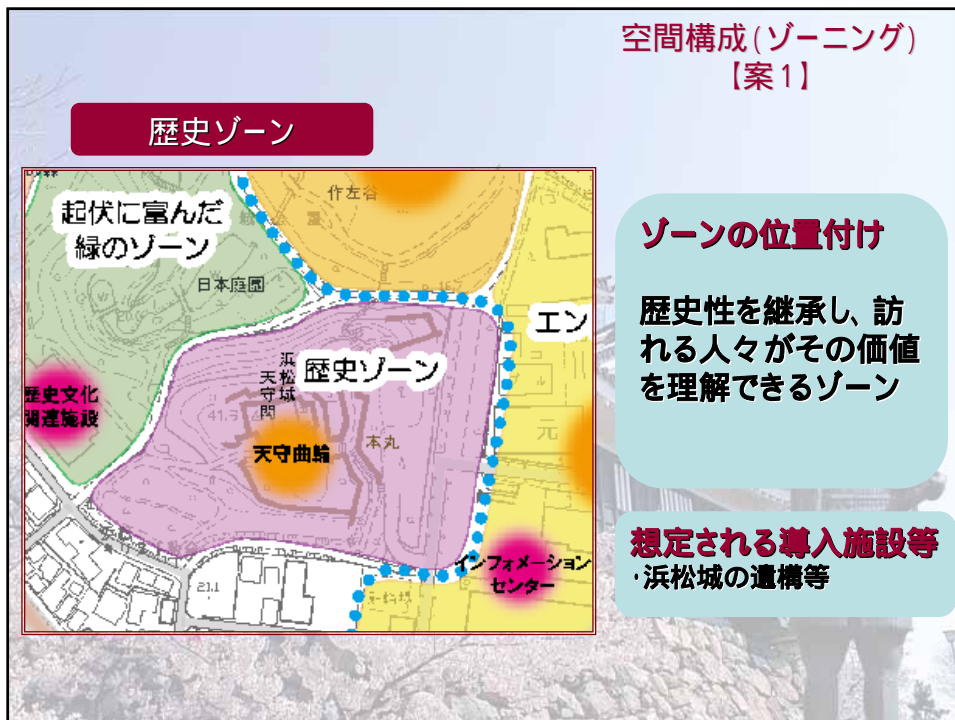 空間構成(ゾーニング)
【案1】
歴史ゾーン
起伏に富んだ
緑のゾーン
作左谷
日本庭園
エン
浜松城
天守閣
歴史ゾーン
41.3
歴史文化
関連施設
本丸
元
天守曲輪
インフォメーション
センター
21.1
ゾーンの位置付け
歴史性を継承し、訪
れる人々がその価値
を理解できるゾーン
想定される導入施設等
・浜松城の遺構等